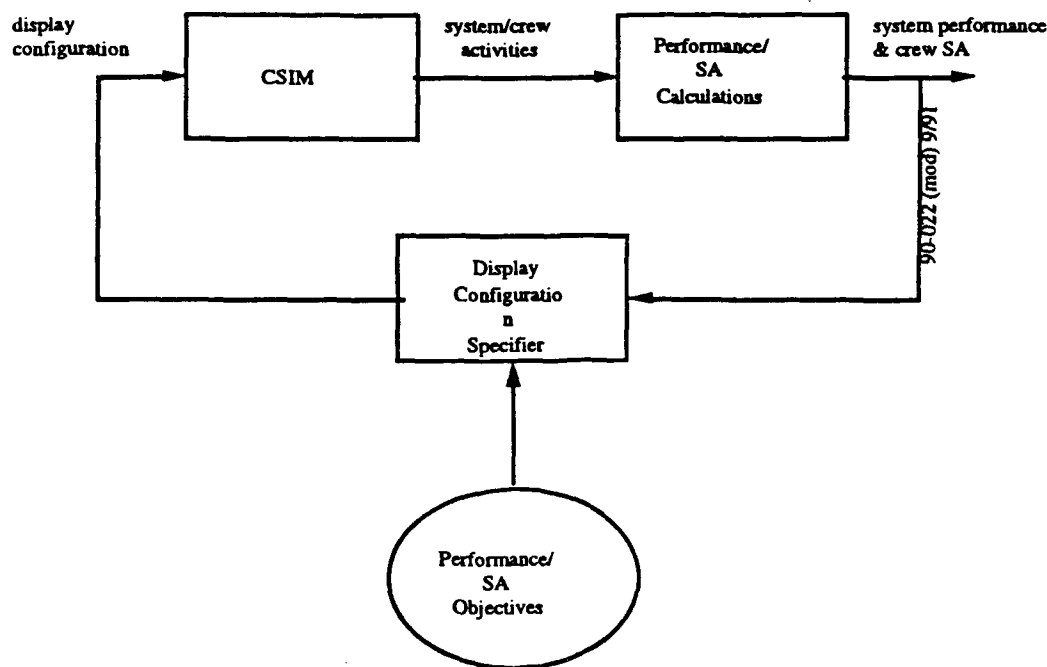 display
configuration
CSIM
system/crew
activities
Performance/
SA
Calculations
system performance
& crew SA
90-022 (mod) 9/91
Display
Configuratio
n
Specifier
Performance/
SA
Objectives